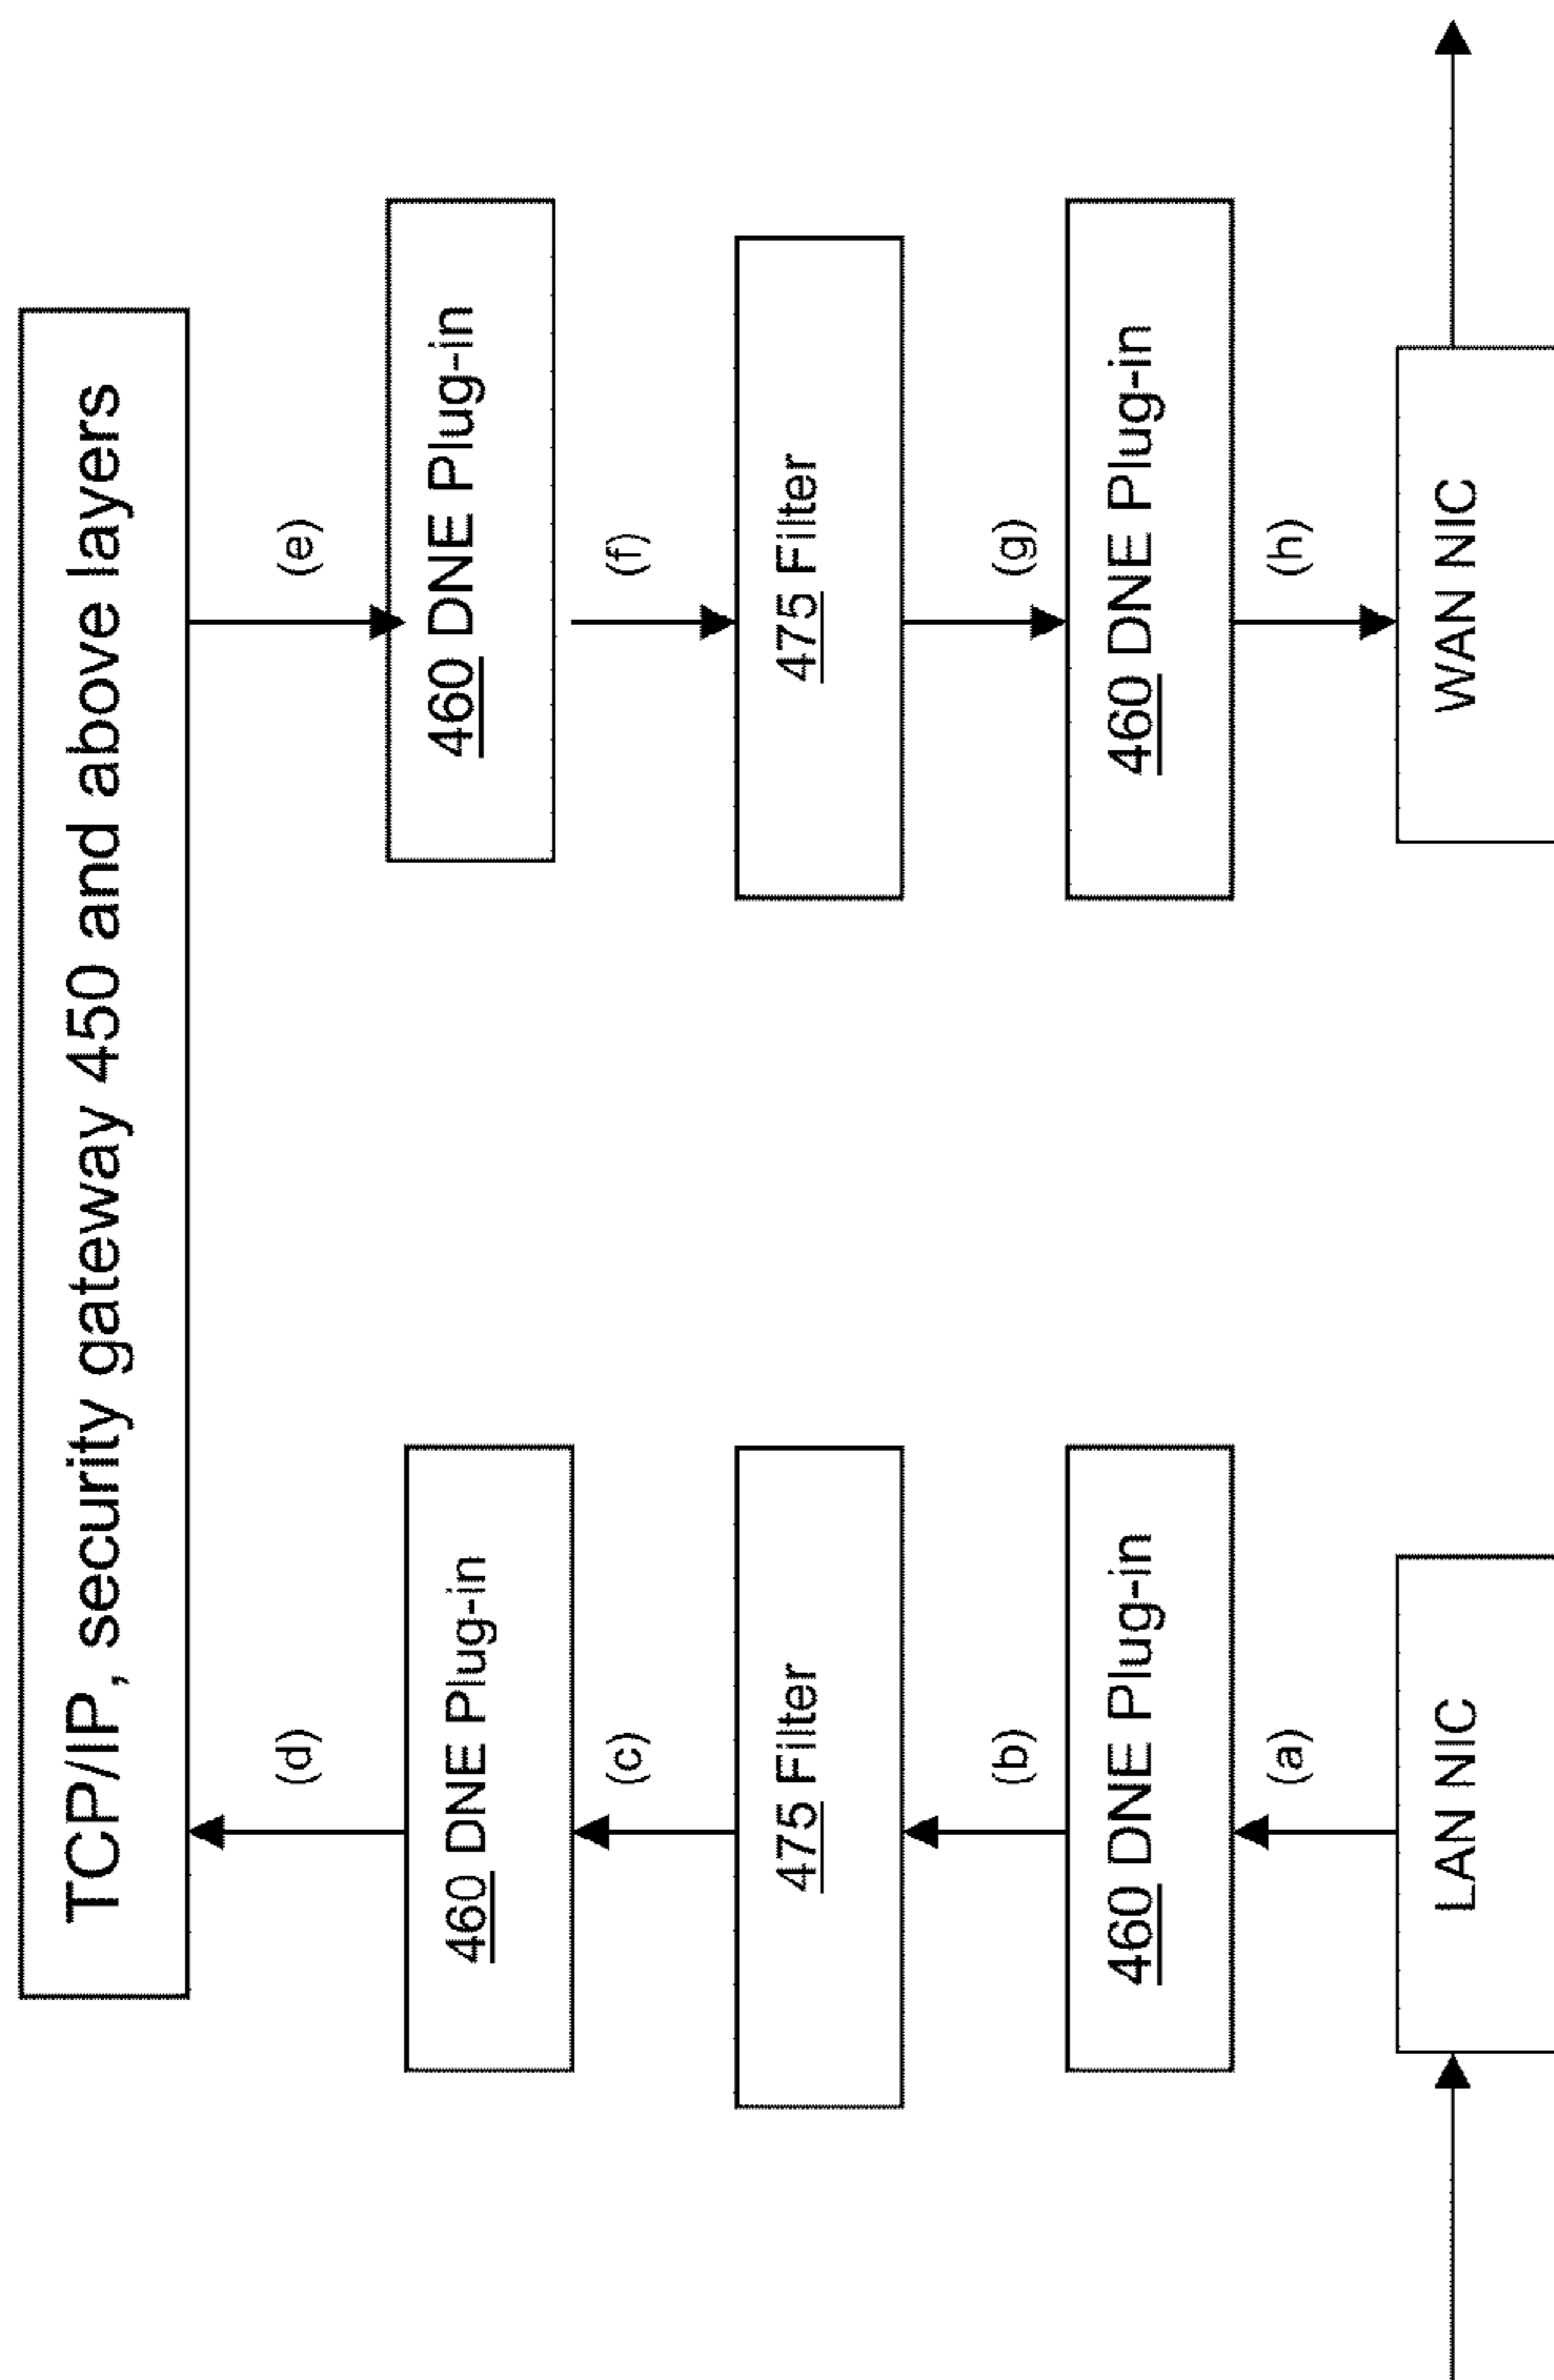 TCP/IP, security gateway 450 and above layers
(d)
(e)
460 DNE Plug-in
460 DNE Plug-in
(c)
(f)
475 Filter
475 Filter
(b)
(g)
460 DNE Plug-in
460 DNE Plug-in
(a)
(h)
LAN NIC
WAN NIC